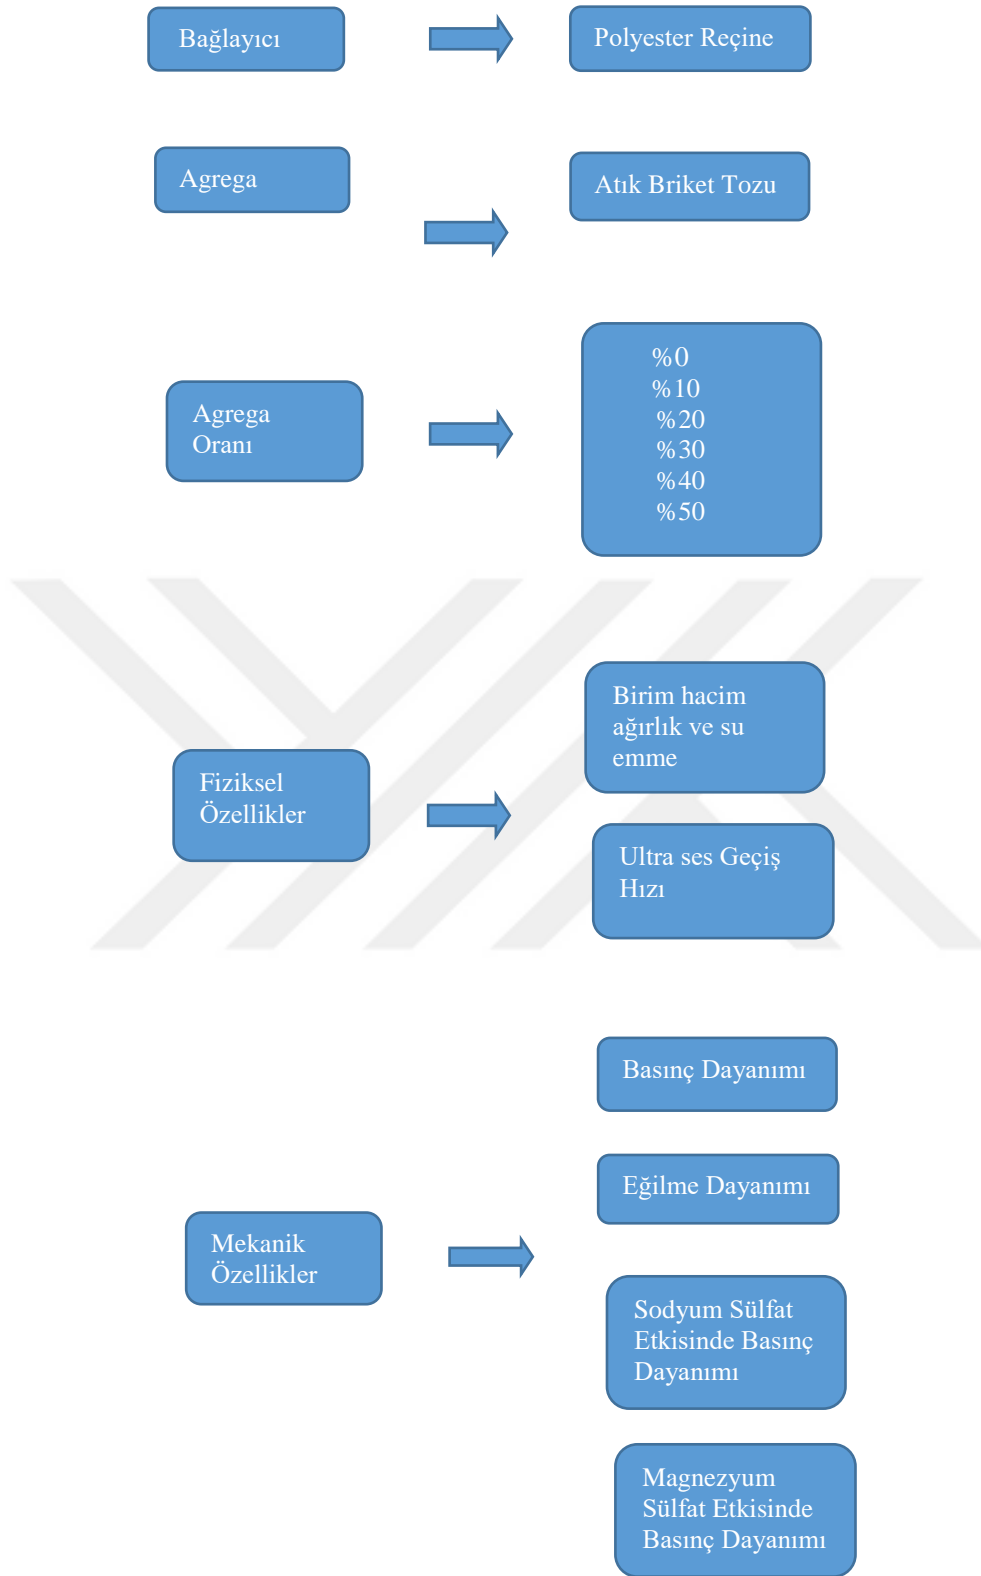 Bağlayıcı
Polyester Reçine
Agrega
Atık Briket Tozu
Agrega
Oranı
%0
%10
%20
%30
%40
%50
Fiziksel
Özellikler
Birim hacim
ağırlık ve su
emme
Ultra ses Geçiş
Hızı
Mekanik
Özellikler
Basınç Dayanımı
Eğilme Dayanımı
Sodyum Sülfat
Etkisinde Basınç
Dayanımı
Magnezyum
Sülfat Etkisinde
Basınç Dayanımı